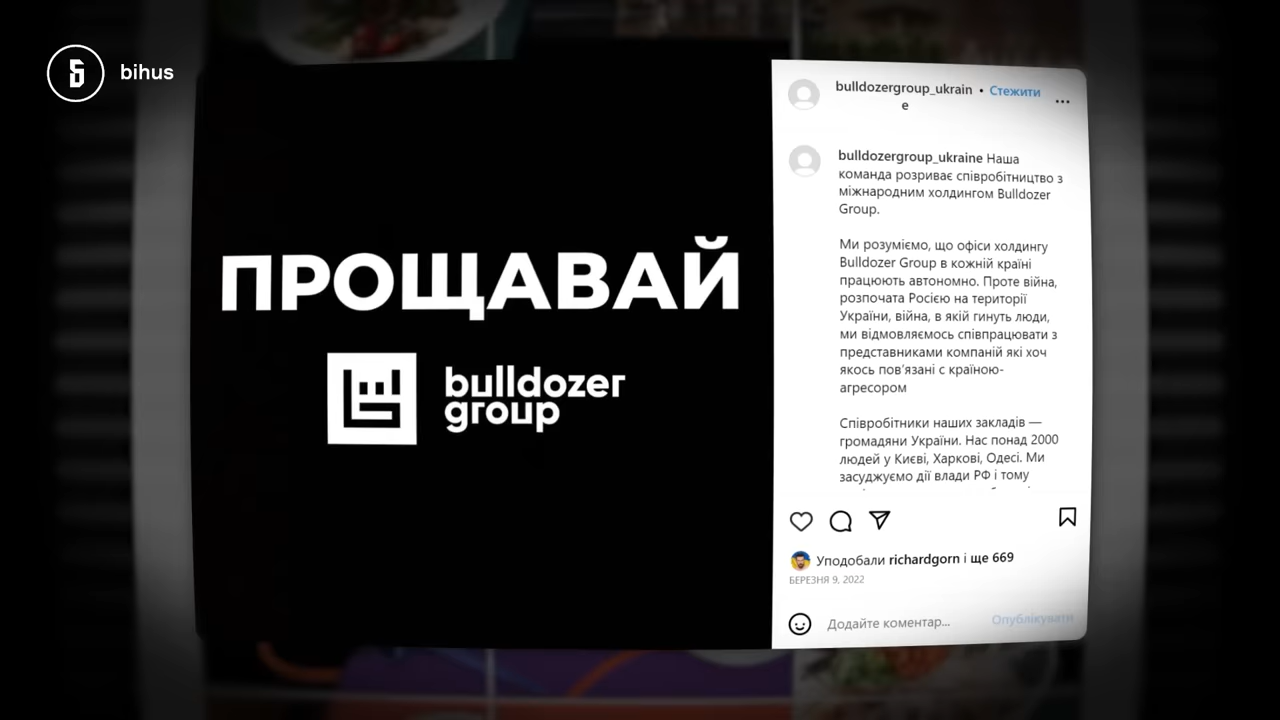 bihus
ПРОЩАВАЙ
bulldozer
group
bulldozergroup_ukrain
e
• Стежити
bulldozergroup_ukraine Наша
команда розриває співробітництво з
міжнародним холдингом Bulldozer
Group.
Ми розуміємо, що офіси холдингу
Bulldozer Group в кожній країні
працюють автономно. Проте війна,
розпочата Росією на території
України, війна, в якій гинуть люди,
ми відмовляємось співпрацювати з
представниками компаній які хоч
якось пов'язані с країною-
агресором
Співробітники наших закладів —
громадяни України. Нас понад 2000
людей у Києві, Харкові, Одесі. Ми
засуджуємо дії влади РФ і тому
Уподобали richardgorn і ще 669
БЕРЕЗНЯ 9, 2022
Додайте коментар...
Опублікувати